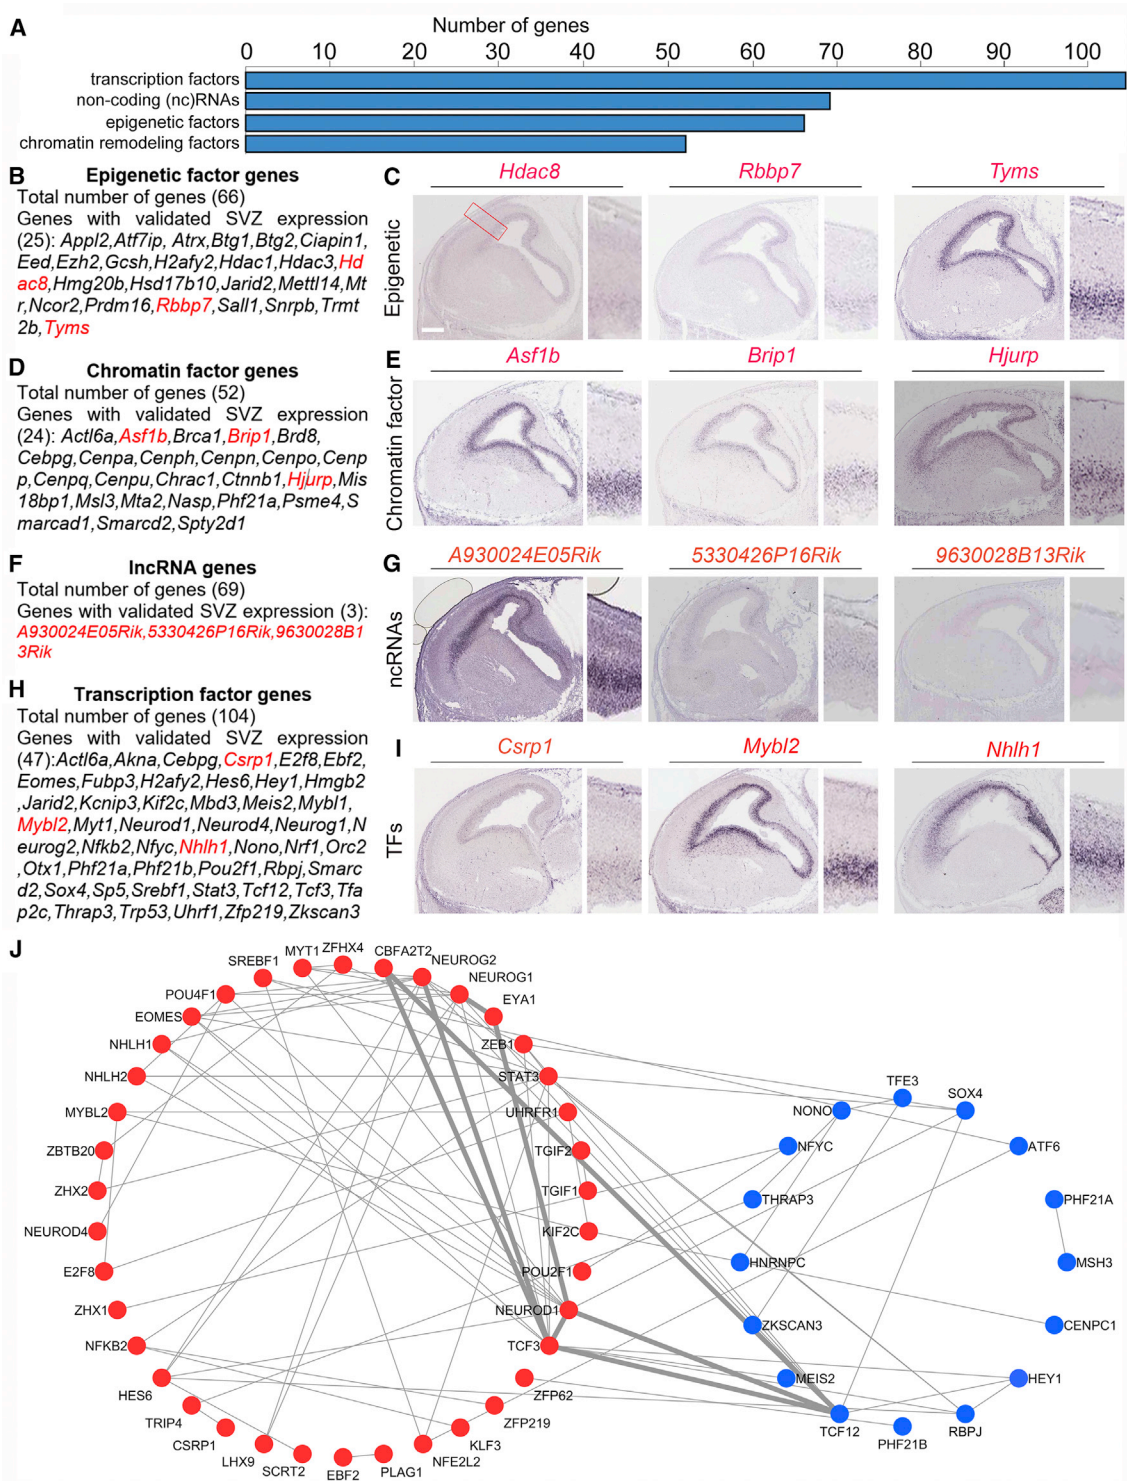 A
Number of genes
0 10 20 30 40 50 60 70 80 90 100
transcription factors
non-coding (nc)RNAs
epigenetic factors
chromatin remodeling factors
B
Epigenetic factor genes
Total number of genes (66)
Genes with validated SVZ expression
(25): Appl2,Atf7ip, Atrx,Btg1,Btg2,Ciapin1,
Eed,Ezh2,Gcsh,H2afy2,Hdac1,Hdac3,Hd
ac8,Hmg20b,Hsd17b10,Jarid2,Mettl14,Mt
r,Ncor2,Prdm16,Rbbp7,Sall1,Snrpb,Trmt
2b,Tyms
C
Hdac8 Rbbp7 Tyms
Epigenetic
D
Chromatin factor genes
Total number of genes (52)
Genes with validated SVZ expression
(24): Actl6a,Asf1b,Brca1,Brip1,Brd8,
Cebpg,Cenpa,Cenph,Cenpn,Cenpo,Cenp
p,Cenpq,Cenpu,Chrac1,Ctnnb1,Hjurp,Mis
18bp1,Msl3,Mta2,Nasp,Phf21a,Psme4,S
marcad1,Smarcd2,Spty2d1
E
Asf1b Brip1 Hjurp
Chromatin factor
F
lncRNA genes
Total number of genes (69)
Genes with validated SVZ expression (3):
A930024E05Rik,5330426P16Rik,9630028B1
3Rik
G
A930024E05Rik 5330426P16Rik 9630028B13Rik
ncRNAs
H
Transcription factor genes
Total number of genes (104)
Genes with validated SVZ expression
(47):Actl6a,Akna,Cebpg,Csrp1,E2f8,Ebf2,
Eomes,Fubp3,H2afy2,Hes6,Hey1,Hmgb2
,Jarid2,Kcnip3,Kif2c,Mbd3,Meis2,Mybl1,
Mybl2,Myt1,Neurod1,Neurod4,Neurog1,N
eurog2,Nfkb2,Nfyc,Nhlh1,Nono,Nrf1,Orc2
,Otx1,Phf21a,Phf21b,Pou2f1,Rbpj,Smarc
d2,Sox4,Sp5,Srebf1,Stat3,Tcf12,Tcf3,Tfa
p2c,Thrap3,Trp53,Uhrf1,Zfp219,Zkscan3
I
Csrp1 Mybl2 Nhlh1
TFs
J
MYT1
ZFHX4
CBFA2T2
NEUROG2
SREBF1
NEUROG1
POU4F1
EYA1
EOMES
NHLH1
ZEB1
NHLH2
STAT3
MYBL2
UHRFR1
ZBTB20
TGIF2
ZHX2
TGIF1
NEUROD4
KIF2C
E2F8
POU2F1
ZHX1
NEUROD1
NFKB2
TCF3
HES6
ZFP62
TRIP4
ZFP219
CSRP1
KLF3
LHX9
NFE2L2
SCRT2
EBF2
PLAG1
TFE3
SOX4
NONO
NFYC
ATF6
THRAP3
PHF21A
HNRNPC
MSH3
ZKSCAN3
CENPC1
MEIS2
HEY1
TCF12
PHF21B
RBPJ